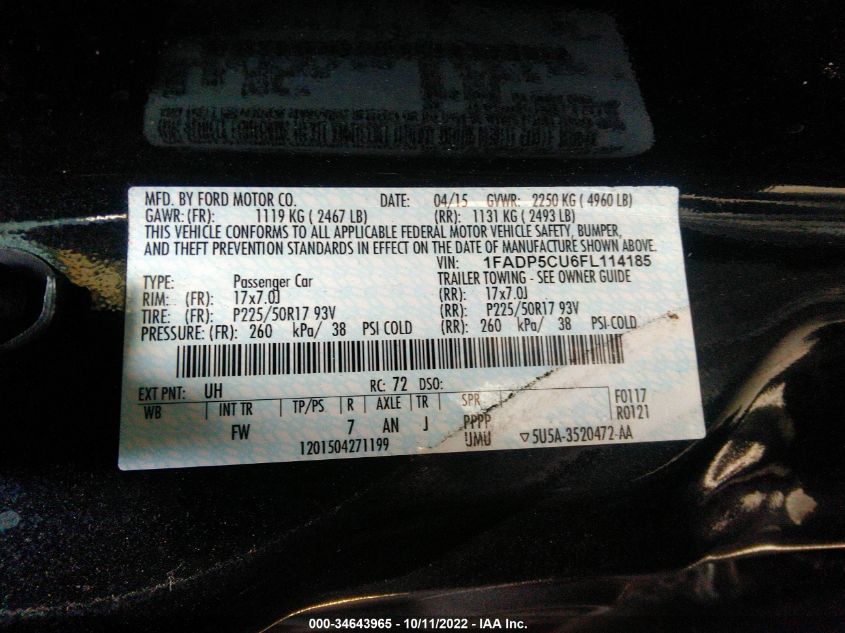 MFD. BY FORD MOTOR CO. DATE: 04/15 GVWR: 2250 KG ( 4960 LB)
GAWR: (FR): 1119 KG ( 2467 LB) (RR): 1131 KG ( 2493 LB)
THIS VEHICLE CONFORMS TO ALL APPLICABLE FEDERAL MOTOR VEHICLE SAFETY, BUMPER,
AND THEFT PREVENTION STANDARDS IN EFFECT ON THE DATE OF MANUFACTURE SHOWN ABOVE.
VIN: 1FADP5CU6FL114185
TYPE: Passenger Car TRAILER TOWING - SEE OWNER GUIDE
RIM: (FR): 17x7.0J (RR): 17x7.0J
TIRE: (FR): P225/50R17 93V (RR): P225/50R17 93V
PRESSURE: (FR): 260 kPa/ 38 PSI COLD (RR): 260 kPa/ 38 PSI COLD
EXT PNT: UH RC: 72 DSO:
WB INT TR TP/PS R AXLE TR SPR F0117
R0121
FW 7 AN J PPPP
UMU
1201504271199 ▽5U5A-3520472-AA
000-34643965 - 10/11/2022 - IAA Inc.